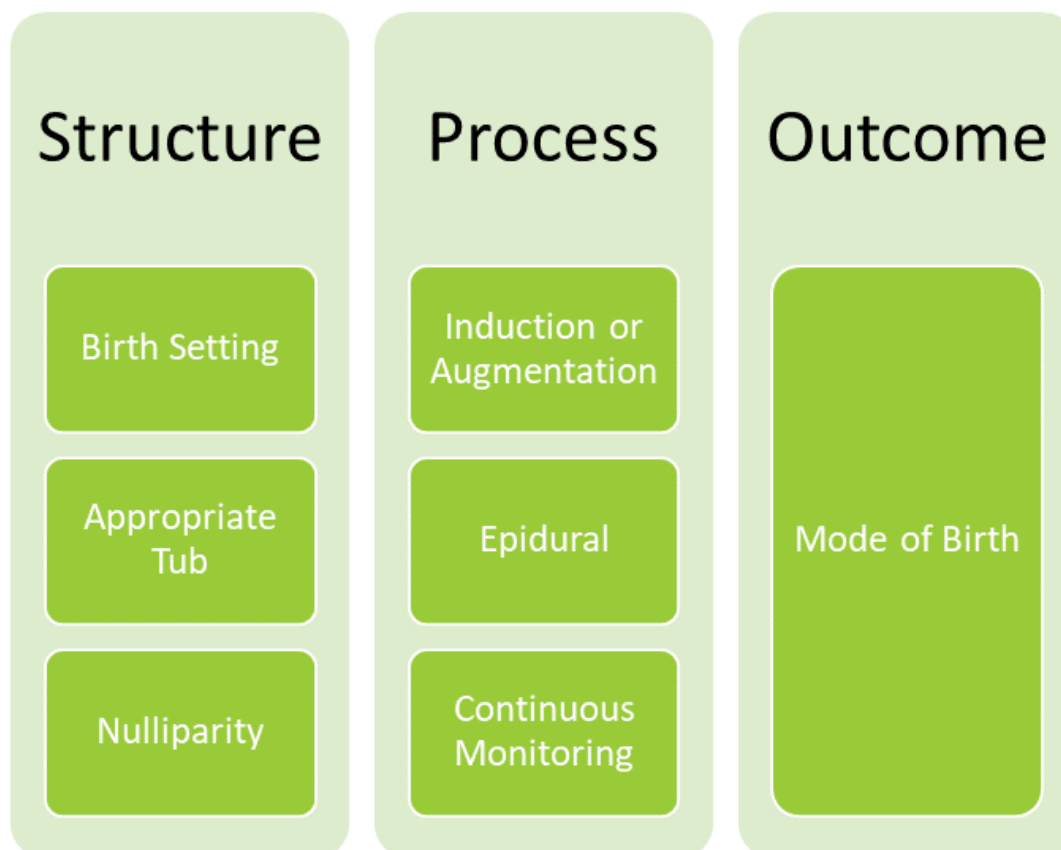 Structure
Birth Setting
Appropriate
Tub
Nulliparity
Process
Induction or
Augmentation
Epidural
Continuous
Monitoring
Outcome
Mode of Birth